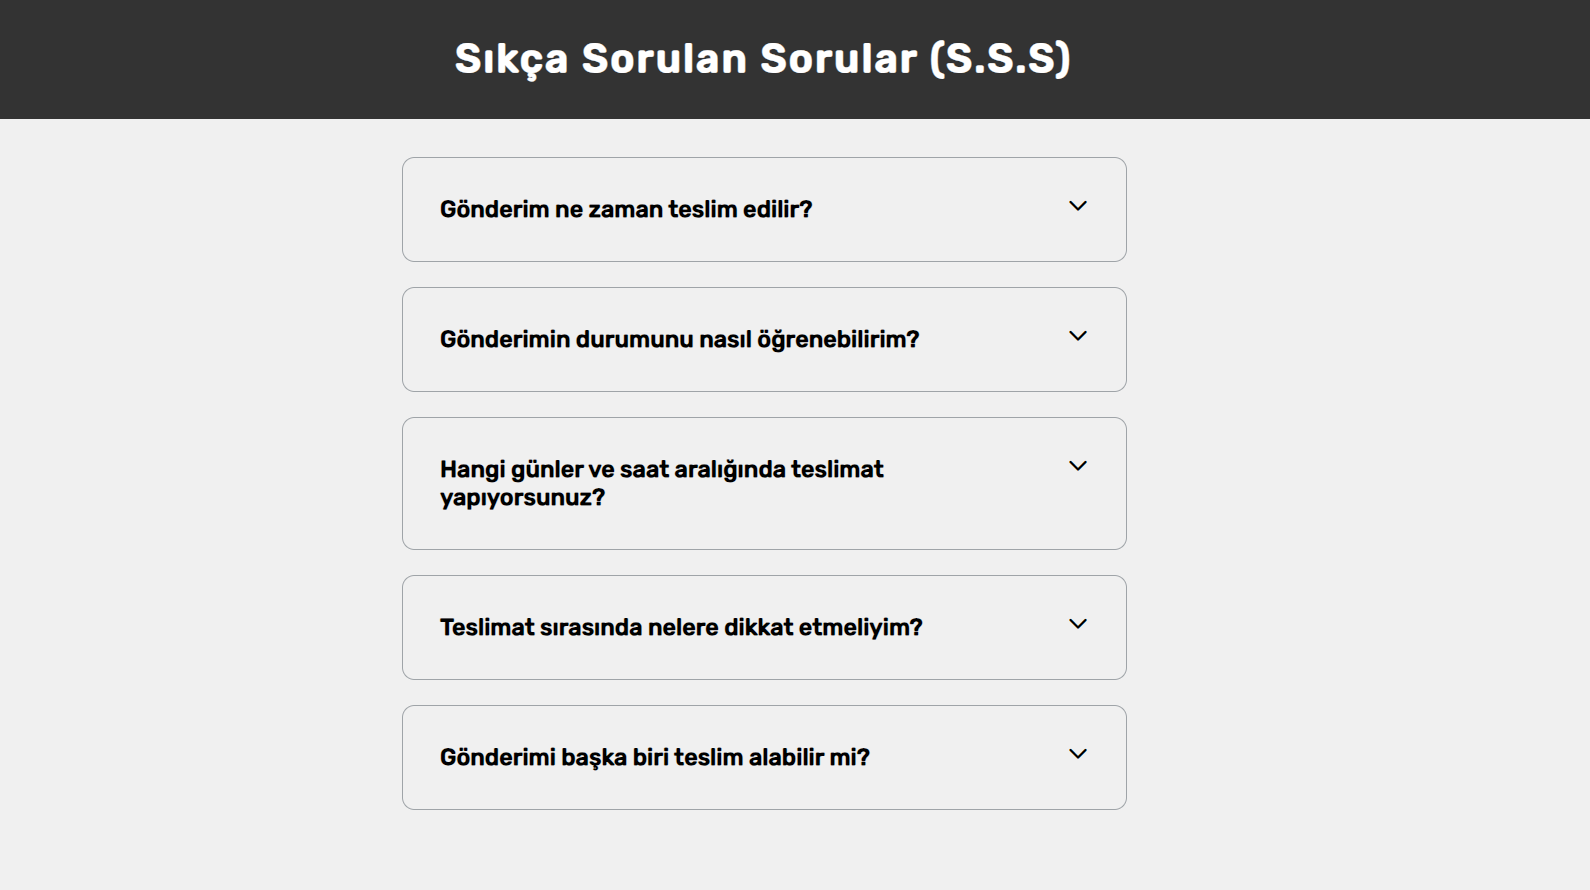 Sıkça Sorulan Sorular (S.S.S)
Gönderim ne zaman teslim edilir?
Gönderimin durumunu nasıl öğrenebilirim?
Hangi günler ve saat aralığında teslimat
yapıyorsunuz?
Teslimat sırasında nelere dikkat etmeliyim?
Gönderimi başka biri teslim alabilir mi?